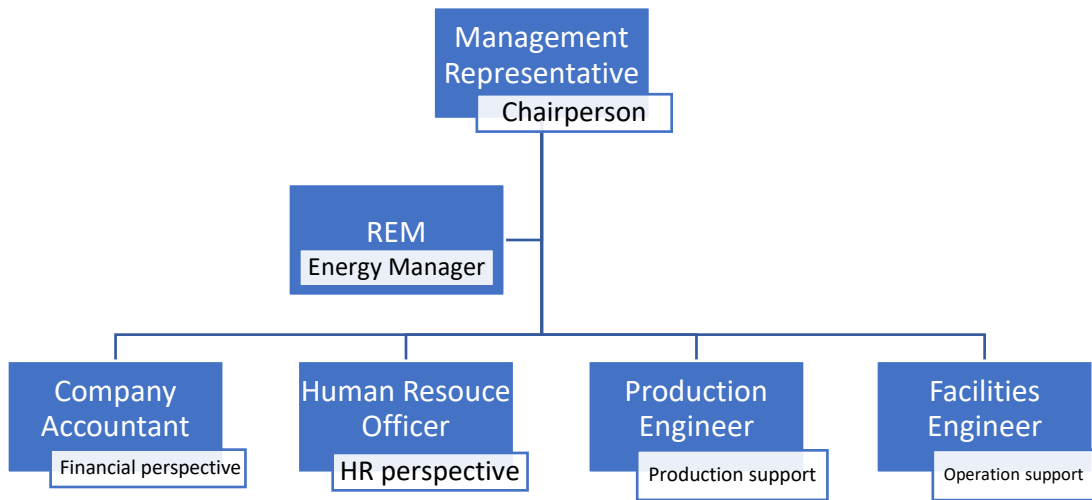 Management
Representative
Chairperson
REM
Energy Manager
Company
Accountant
Financial perspective
Human Resouce
Officer
HR perspective
Production
Engineer
Production support
Facilities
Engineer
Operation support